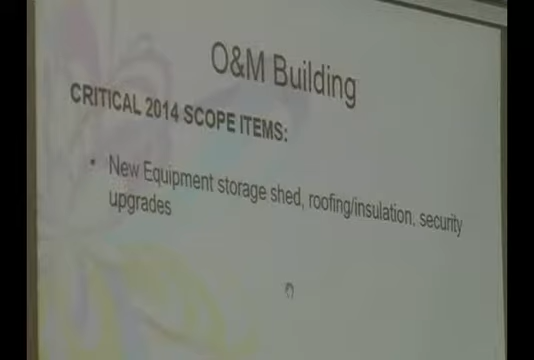 O&M Building
CRITICAL 2014 SCOPE ITEMS:
• New Equipment storage shed, roofing/insulation, security
upgrades